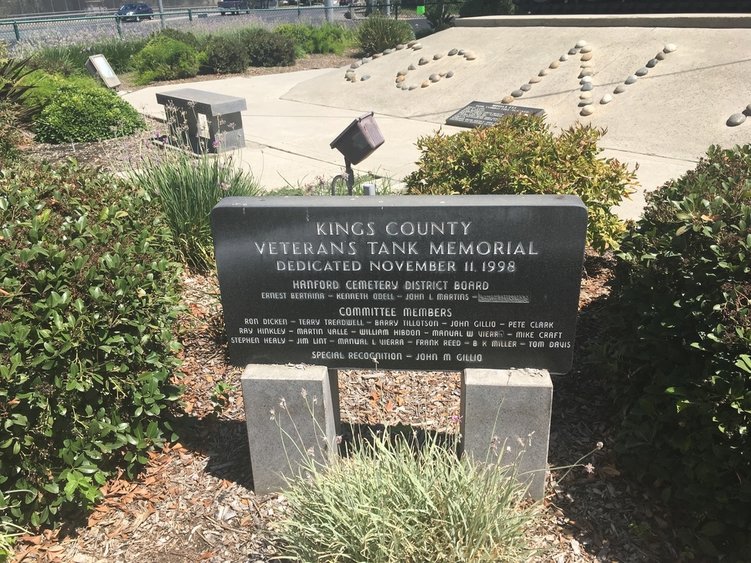 KINGS COUNTY
VETERANS TANK MEMORIAL
DEDICATED NOVEMBER 11, 1998
HANFORD CEMETERY DISTRICT BOARD
ERNEST BERTAINA - KENNETH ODELL - JOHN L MARTINS -
COMMITTEE MEMBERS
RON DICKEN - TERRY TREADWELL - BARRY TILLOTSON - JOHN GILLIO - PETE CLARK
RAY HINKLEY - MARTIN VALLE - WILLIAM HIBDON - MANUAL W VIERRA - MIKE CRAFT
STEPHEN HEALY - JIM LINT - MANUAL L VIERRA - FRANK REED - B K MILLER - TOM DAVIS
SPECIAL RECOGNITION - JOHN M GILLIO